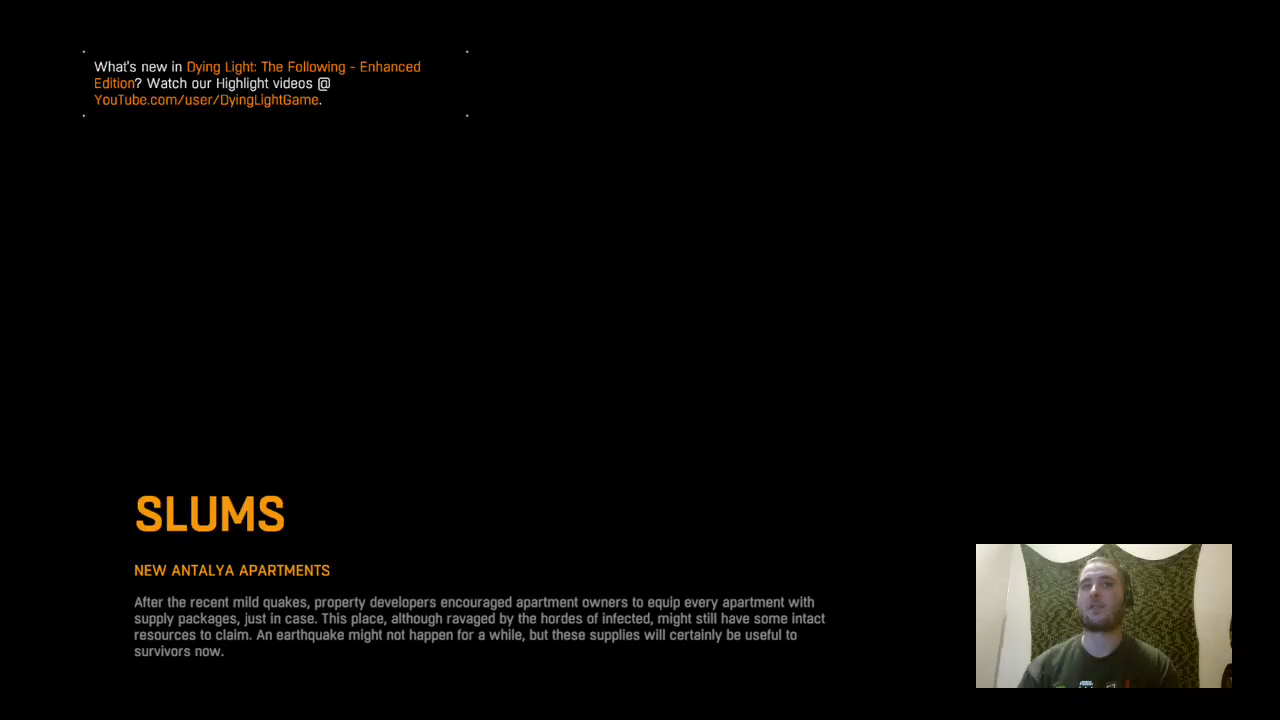 What's new in Dying Light: The Following - Enhanced
Edition? Watch our Highlight videos @
YouTube.com/user/DyingLightGame.
SLUMS
NEW ANTALYA APARTMENTS
After the recent mild quakes, property developers encouraged apartment owners to equip every apartment with
supply packages, just in case. This place, although ravaged by the hordes of infected, might still have some intact
resources to claim. An earthquake might not happen for a while, but these supplies will certainly be useful to
survivors now.